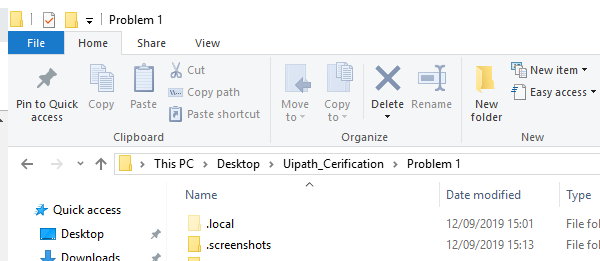 Problem 1
File Home Share View
Pin to Quick access
Copy
Paste
Cut
Copy path
Paste shortcut
Clipboard
Move to
Copy to
Delete
Rename
Organize
New folder
New item
Easy access
New
This PC > Desktop > Uipath_Cerification > Problem 1
Name Date modified Type
Quick access
Desktop
Downloads
.local 12/09/2019 15:01 File fo
.screenshots 12/09/2019 15:13 File fo